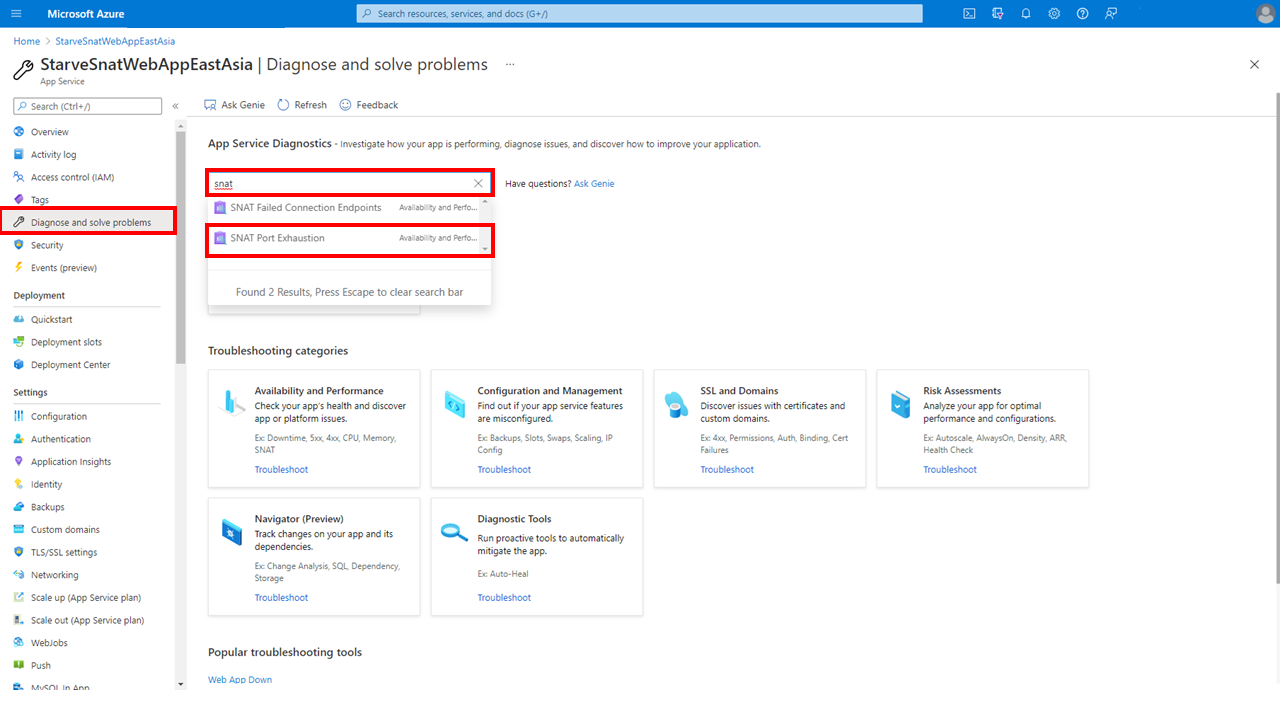 Microsoft Azure
Search resources, services, and docs (G+/)
Home > StarveSnatWebAppEastAsia
StarveSnatWebAppEastAsia | Diagnose and solve problems ...
App Service
Search (Ctrl+/)
Overview
Activity log
Access control (IAM)
Tags
Diagnose and solve problems
Security
Events (preview)
Deployment
Quickstart
Deployment slots
Deployment Center
Settings
Configuration
Authentication
Application Insights
Identity
Backups
Custom domains
TLS/SSL settings
Networking
Scale up (App Service plan)
Scale out (App Service plan)
WebJobs
Push
MySQL In App
Ask Genie
Refresh
Feedback
App Service Diagnostics - Investigate how your app is performing, diagnose issues, and discover how to improve your application.
snat
Have questions? Ask Genie
SNAT Failed Connection Endpoints Availability and Perfo...
SNAT Port Exhaustion Availability and Perfo...
Found 2 Results, Press Escape to clear search bar
Troubleshooting categories
Availability and Performance
Check your app's health and discover
app or platform issues.
Ex: Downtime, 5xx, 4xx, CPU, Memory,
SNAT
Troubleshoot
Configuration and Management
Find out if your app service features
are misconfigured.
Ex: Backups, Slots, Swaps, Scaling, IP
Config
Troubleshoot
SSL and Domains
Discover issues with certificates and
custom domains.
Ex: 4xx, Permissions, Auth, Binding, Cert
Failures
Troubleshoot
Risk Assessments
Analyze your app for optimal
performance and configurations.
Ex: Autoscale, AlwaysOn, Density, ARR,
Health Check
Troubleshoot
Navigator (Preview)
Track changes on your app and its
dependencies.
Ex: Change Analysis, SQL, Dependency,
Storage
Troubleshoot
Diagnostic Tools
Run proactive tools to automatically
mitigate the app.
Ex: Auto-Heal
Troubleshoot
Popular troubleshooting tools
Web App Down